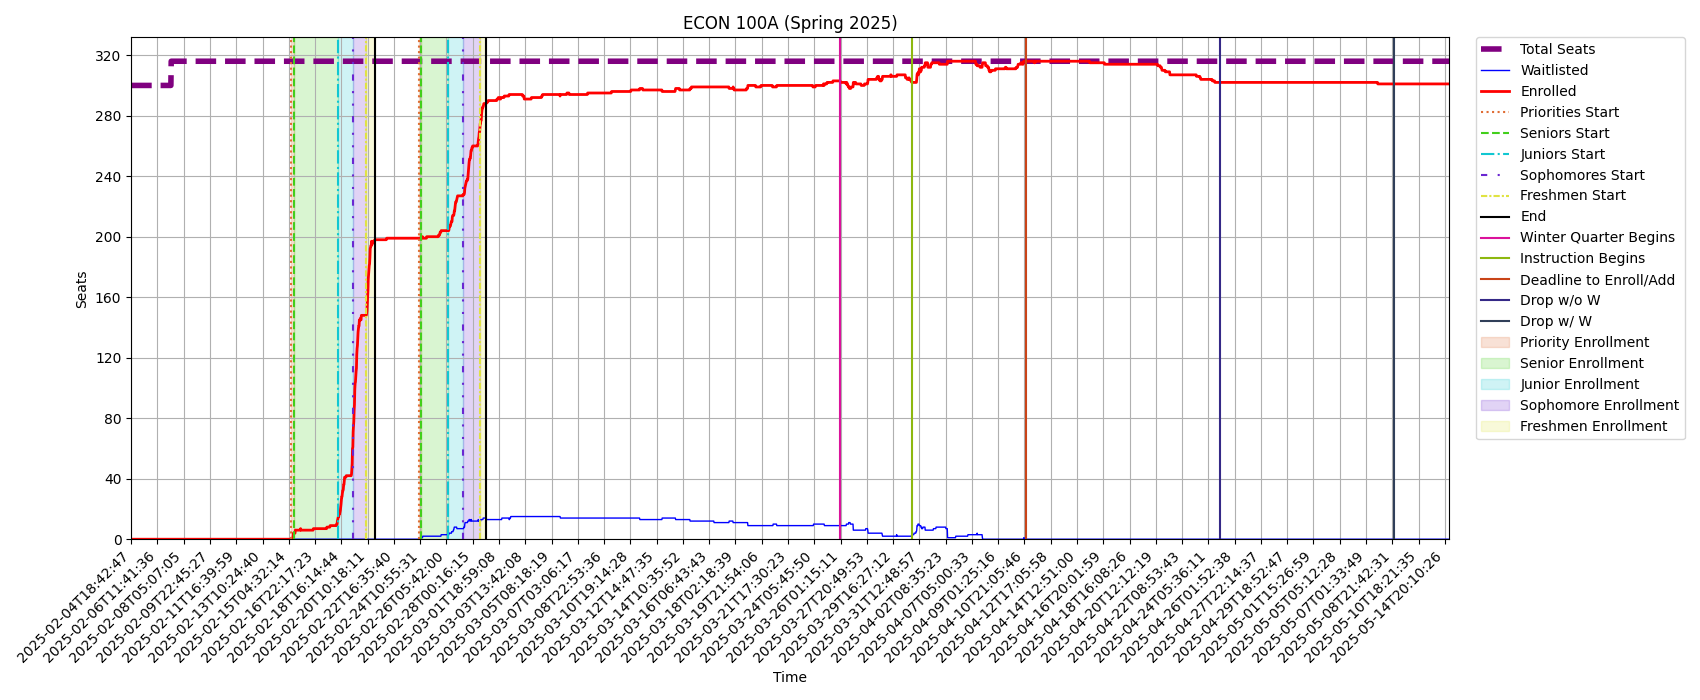 ECON 100A (Spring 2025)
Seats
320
280
240
200
160
120
80
40
0
2025-02-04T18:42:47
2025-02-06T11:41:36
2025-02-08T05:07:05
2025-02-09T22:45:27
2025-02-11T16:39:59
2025-02-13T10:24:40
2025-02-15T04:32:14
2025-02-16T22:17:23
2025-02-18T16:14:44
2025-02-20T10:18:11
2025-02-22T16:35:40
2025-02-24T10:55:31
2025-02-26T05:42:00
2025-02-28T00:16:15
2025-03-01T18:59:08
2025-03-03T13:42:08
2025-03-05T08:18:19
2025-03-07T03:06:17
2025-03-08T22:53:36
2025-03-10T19:14:28
2025-03-12T14:47:35
2025-03-14T10:35:52
2025-03-16T06:43:43
2025-03-18T02:18:39
2025-03-19T21:54:06
2025-03-21T17:30:23
2025-03-24T05:45:50
2025-03-26T01:15:11
2025-03-27T20:49:53
2025-03-29T16:27:12
2025-03-31T12:48:57
2025-04-02T08:35:23
2025-04-07T05:00:33
2025-04-09T01:25:16
2025-04-10T21:05:46
2025-04-12T17:05:58
2025-04-14T12:51:00
2025-04-16T20:01:59
2025-04-18T16:08:26
2025-04-20T12:12:19
2025-04-22T08:53:43
2025-04-24T05:36:11
2025-04-26T01:52:38
2025-04-27T22:14:37
2025-04-29T18:52:47
2025-05-01T15:26:59
2025-05-05T05:12:28
2025-05-07T01:33:49
2025-05-08T21:42:31
2025-05-10T18:21:35
2025-05-14T20:10:26
Time
Total Seats
Waitlisted
Enrolled
Priorities Start
Seniors Start
Juniors Start
Sophomores Start
Freshmen Start
End
Winter Quarter Begins
Instruction Begins
Deadline to Enroll/Add
Drop w/o W
Drop w/ W
Priority Enrollment
Senior Enrollment
Junior Enrollment
Sophomore Enrollment
Freshmen Enrollment